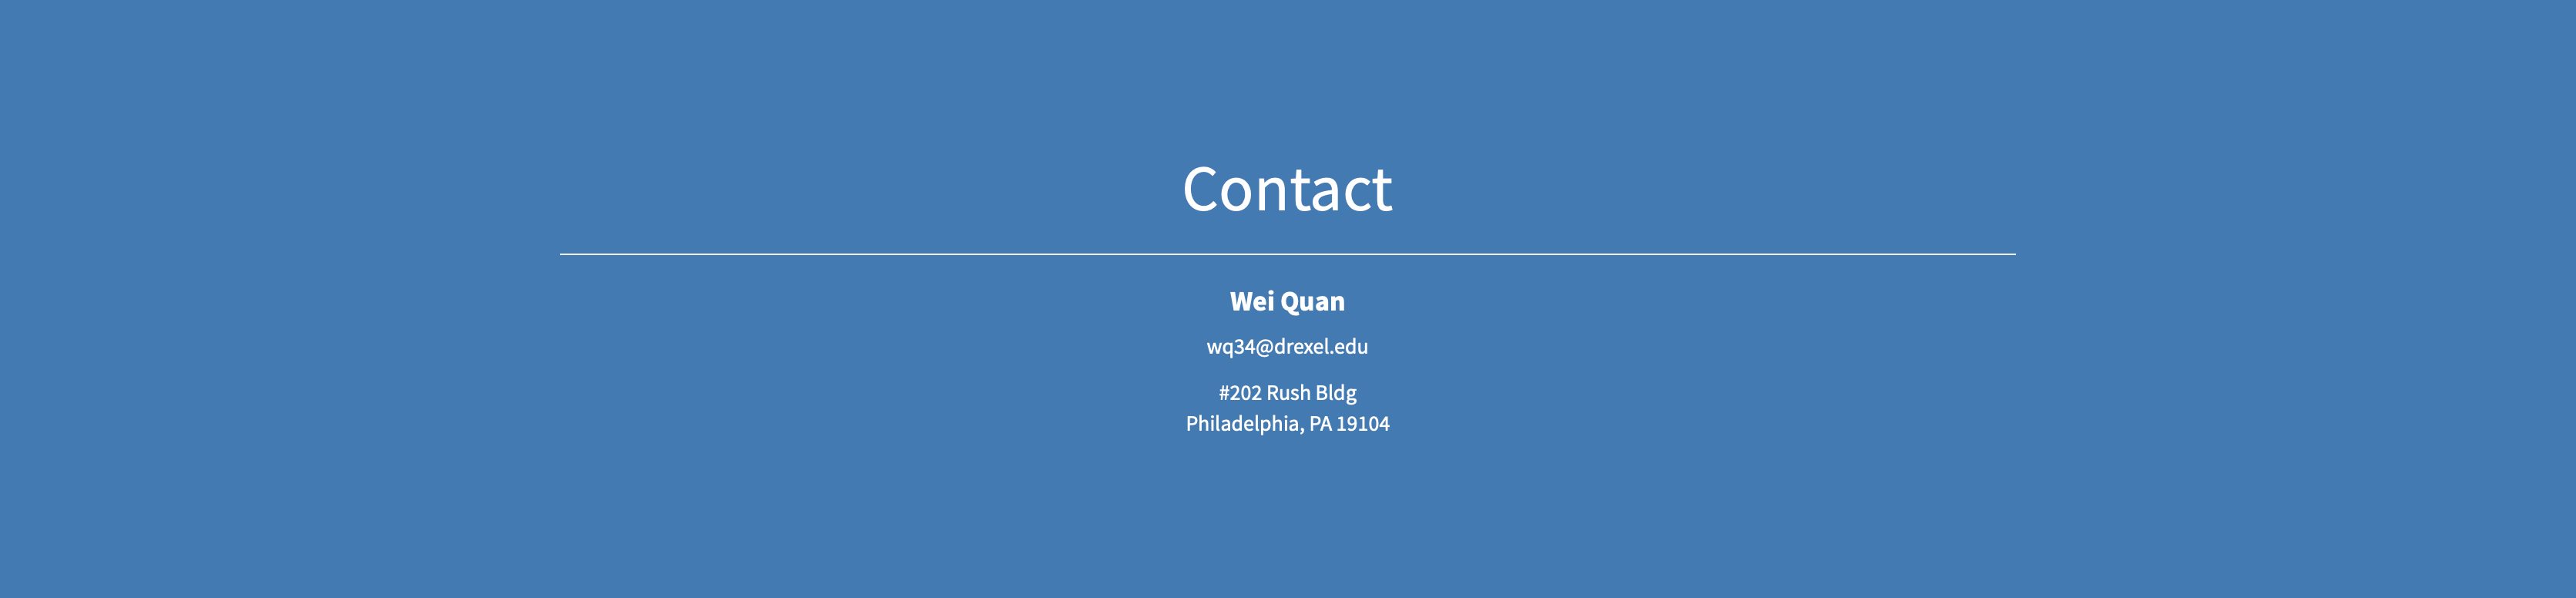 Contact
Wei Quan
wq34@drexel.edu
#202 Rush Bldg
Philadelphia, PA 19104